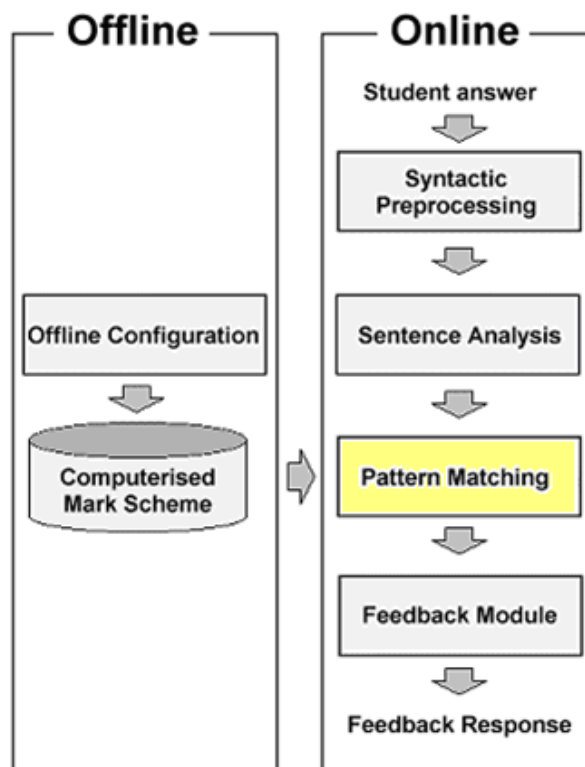 Offline
Offline Configuration
Computerised
Mark Scheme
Online
Student answer
Syntactic
Preprocessing
Sentence Analysis
Pattern Matching
Feedback Module
Feedback Response